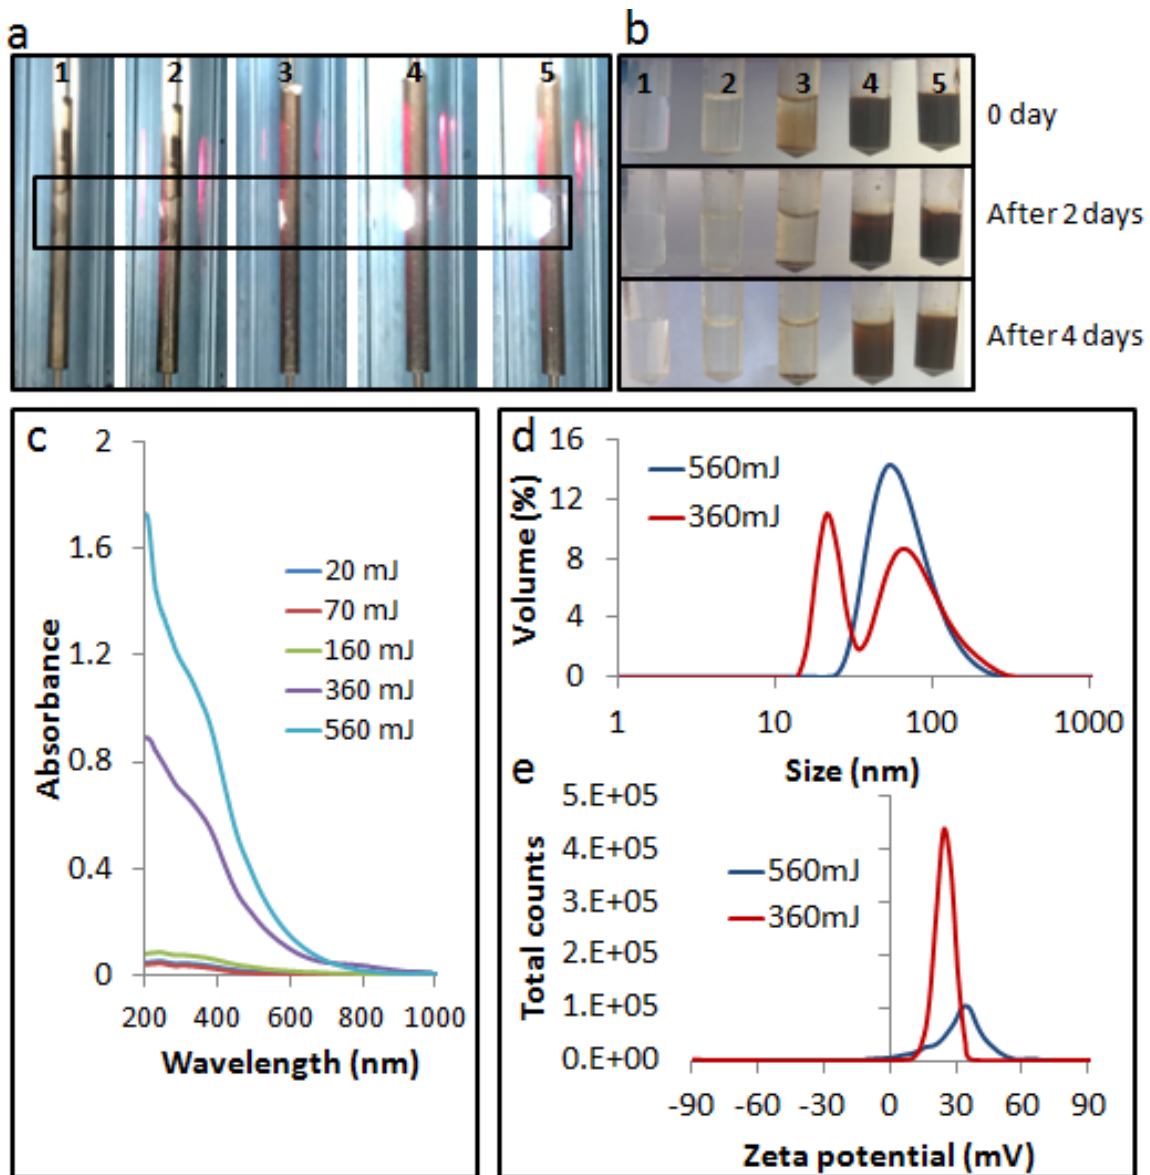 a
1 2 3 4 5
b
1 2 3 4 5
0 day
After 2 days
After 4 days
c
2
1.6
1.2
0.8
0.4
0
Absorbance
20 mJ
70 mJ
160 mJ
360 mJ
560 mJ
200 400 600 800 1000
Wavelength (nm)
d
16
12
8
4
0
Volume (%)
560mJ
360mJ
1 10 100 1000
Size (nm)
e
5.E+05
4.E+05
3.E+05
2.E+05
1.E+05
0.E+00
Total counts
560mJ
360mJ
-90 -60 -30 0 30 60 90
Zeta potential (mV)